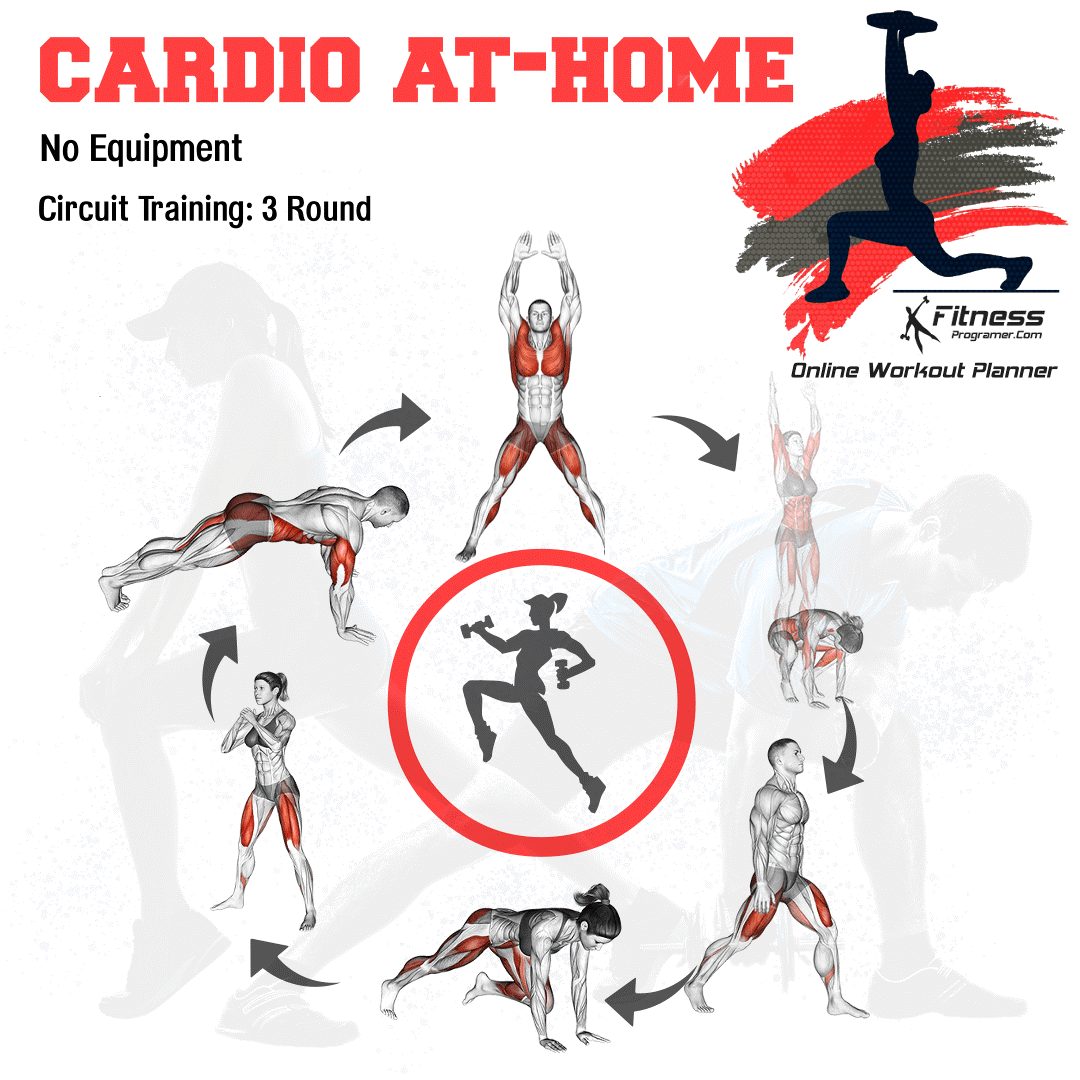 CARDIO AT-HOME
No Equipment
Circuit Training: 3 Round
Fitness
Programer.Com
Online Workout Planner